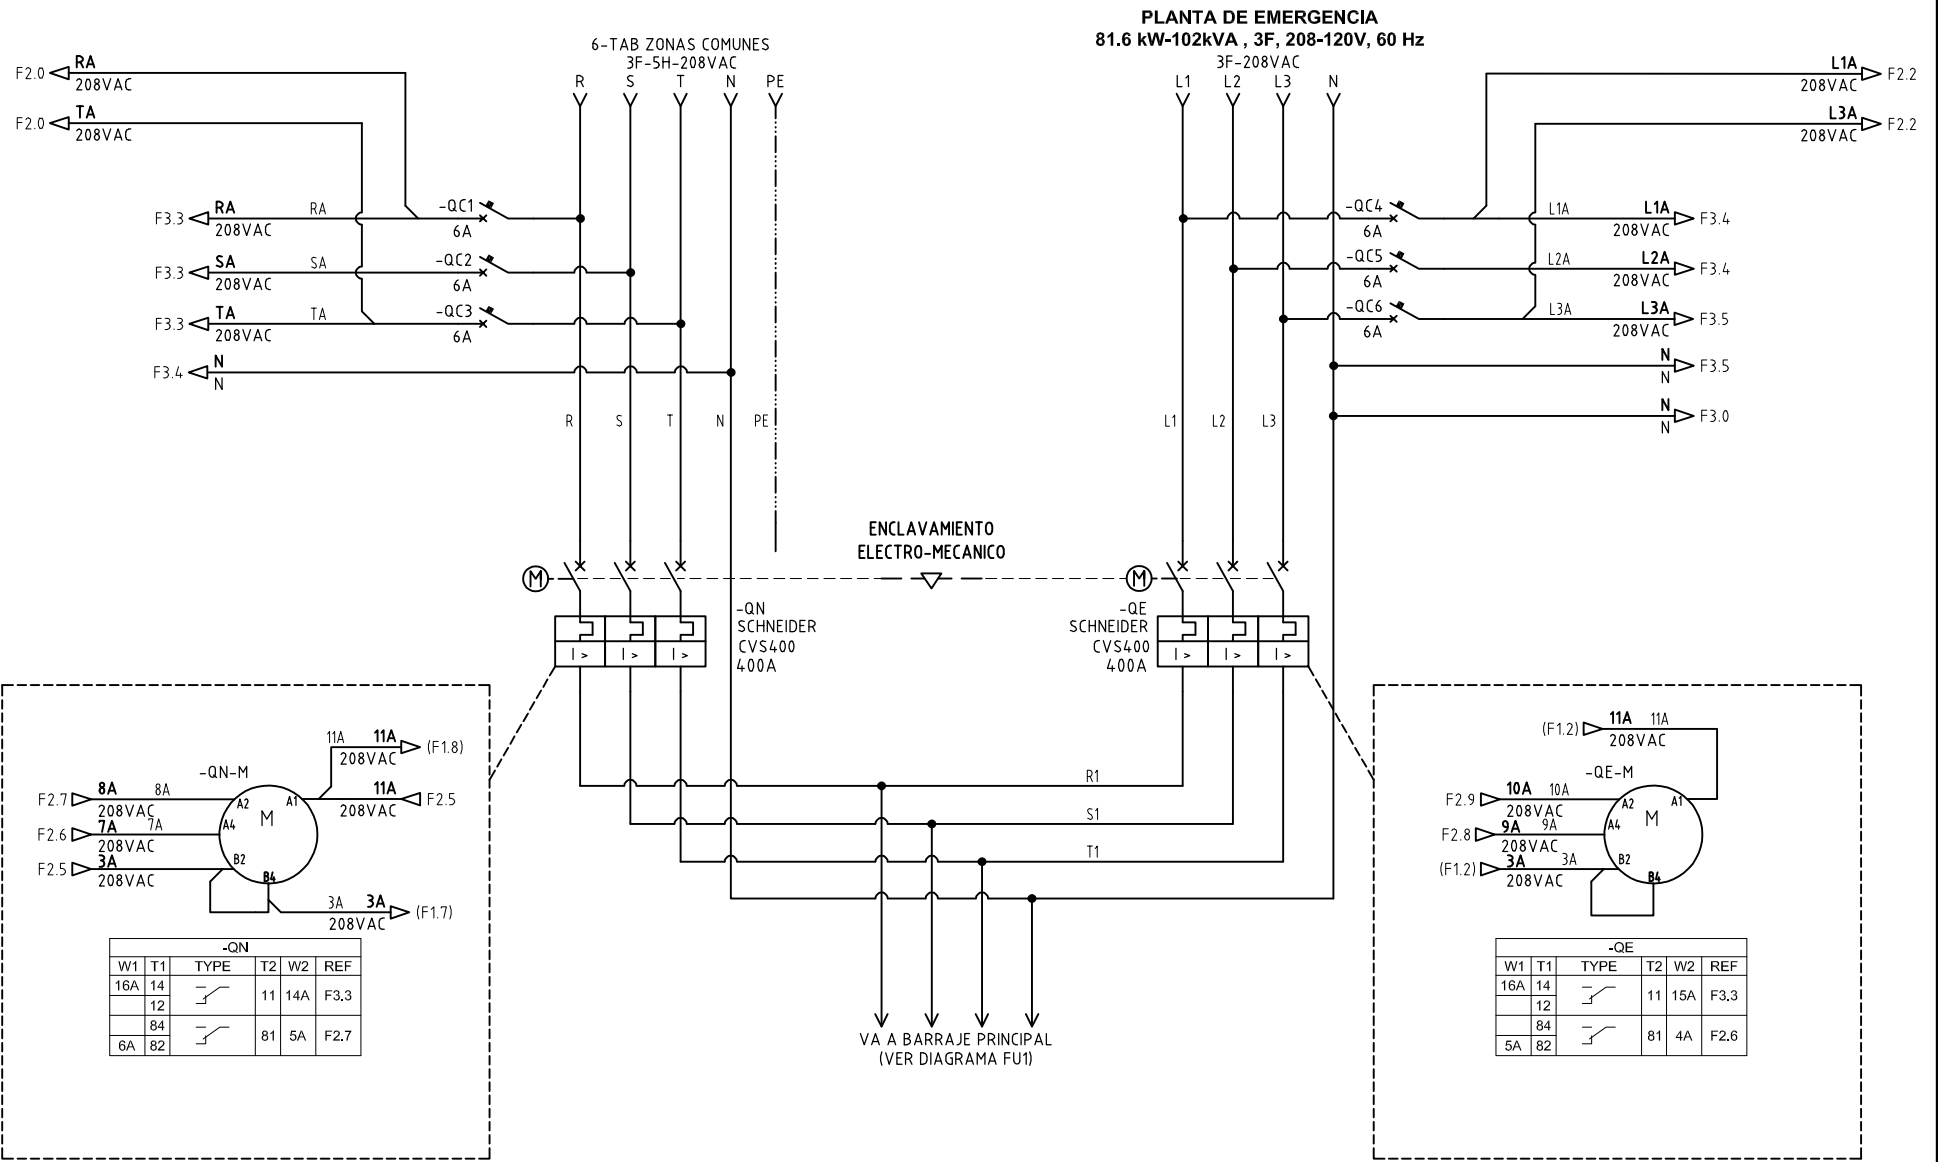 PLANTA DE EMERGENCIA
81.6 kW-102kVA , 3F, 208-120V, 60 Hz
3F-208VAC
L1 L2 L3 N
6-TAB ZONAS COMUNES
3F-5H-208VAC
R S T N PE
F2.0 RA
208VAC
F2.0 TA
208VAC
L1A F2.2
208VAC
L3A F2.2
208VAC
F3.3 RA RA -QC1
208VAC 6A
F3.3 SA SA -QC2
208VAC 6A
F3.3 TA TA -QC3
208VAC 6A
F3.4 N
N
-QC4 L1A L1A F3.4
6A 208VAC
-QC5 L2A L2A F3.4
6A 208VAC
-QC6 L3A L3A F3.5
6A 208VAC
N F3.5
N
N F3.0
N
R S T N PE
L1 L2 L3
ENCLAVAMIENTO
ELECTRO-MECANICO
M
M
-QN
SCHNEIDER
CVS400
400A
I > I > I >
-QE
SCHNEIDER
CVS400
400A
I > I > I >
R1
S1
T1
VA A BARRAJE PRINCIPAL
(VER DIAGRAMA FU1)
11A 11A (F1.8)
208VAC
-QN-M
F2.7 8A 8A A2 A1 11A F2.5
208VAC 208VAC
F2.6 7A 7A A4 M
208VAC
F2.5 3A B2
208VAC B4
3A 3A (F1.7)
208VAC
-QN
W1 T1 TYPE T2 W2 REF
16A 14 11 14A F3.3
12
84 81 5A F2.7
6A 82
(F1.2) 11A 11A
208VAC
-QE-M
F2.9 10A 10A A2 A1
208VAC
F2.8 9A 9A A4 M
208VAC
(F1.2) 3A 3A B2
208VAC B4
-QE
W1 T1 TYPE T2 W2 REF
16A 14 11 15A F3.3
12
84 81 4A F2.6
5A 82